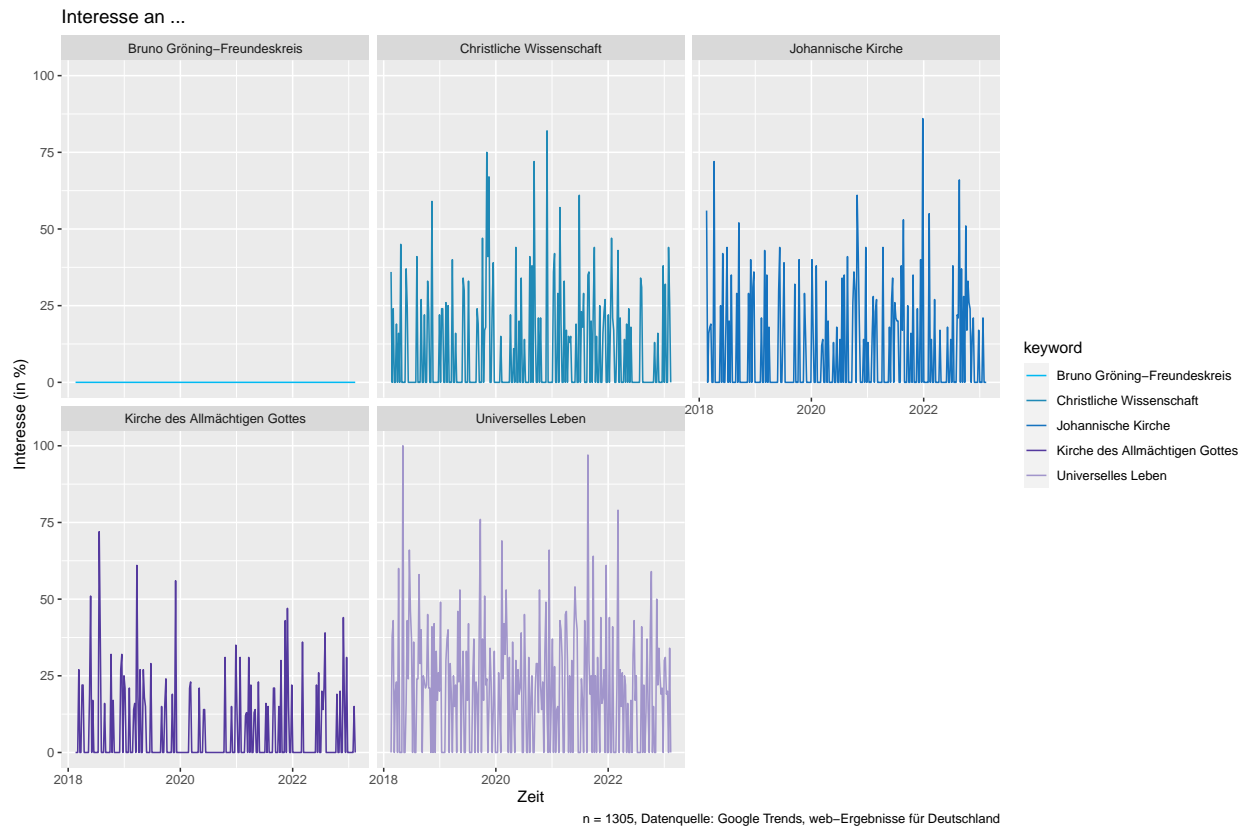 Interesse an ...
Bruno Gröning−Freundeskreis
Christliche Wissenschaft
Johannische Kirche
100
75
50
25
0
2018
2020
2022
Kirche des Allmächtigen Gottes
Universelles Leben
100
75
50
25
0
2018
2020
2022
2018
2020
2022
Interesse (in %)
Zeit
keyword
Bruno Gröning−Freundeskreis
Christliche Wissenschaft
Johannische Kirche
Kirche des Allmächtigen Gottes
Universelles Leben
n = 1305, Datenquelle: Google Trends, web−Ergebnisse für Deutschland